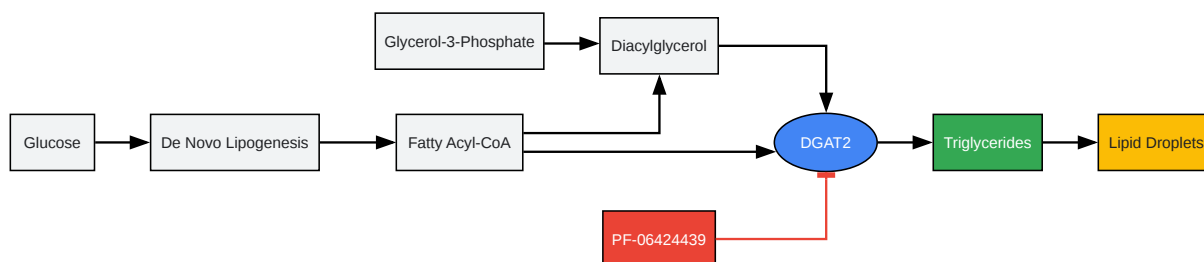 Glycerol-3-Phosphate
Diacylglycerol
Glucose
De Novo Lipogenesis
Fatty Acyl-CoA
DGAT2
Triglycerides
Lipid Droplets
PF-06424439